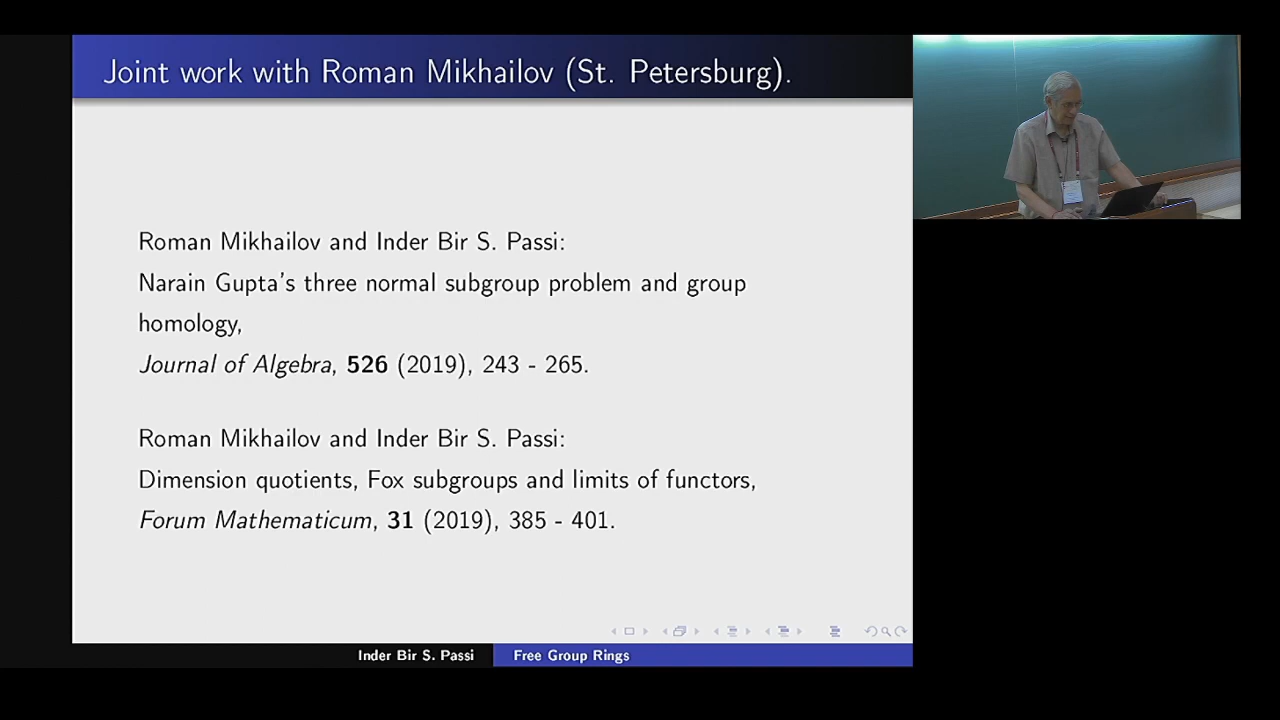 Joint work with Roman Mikhailov (St. Petersburg).
Roman Mikhailov and Inder Bir S. Passi:
Narain Gupta's three normal subgroup problem and group
homology,
Journal of Algebra, 526 (2019), 243 - 265.
Roman Mikhailov and Inder Bir S. Passi:
Dimension quotients, Fox subgroups and limits of functors,
Forum Mathematicum, 31 (2019), 385 - 401.
Inder Bir S. Passi
Free Group Rings